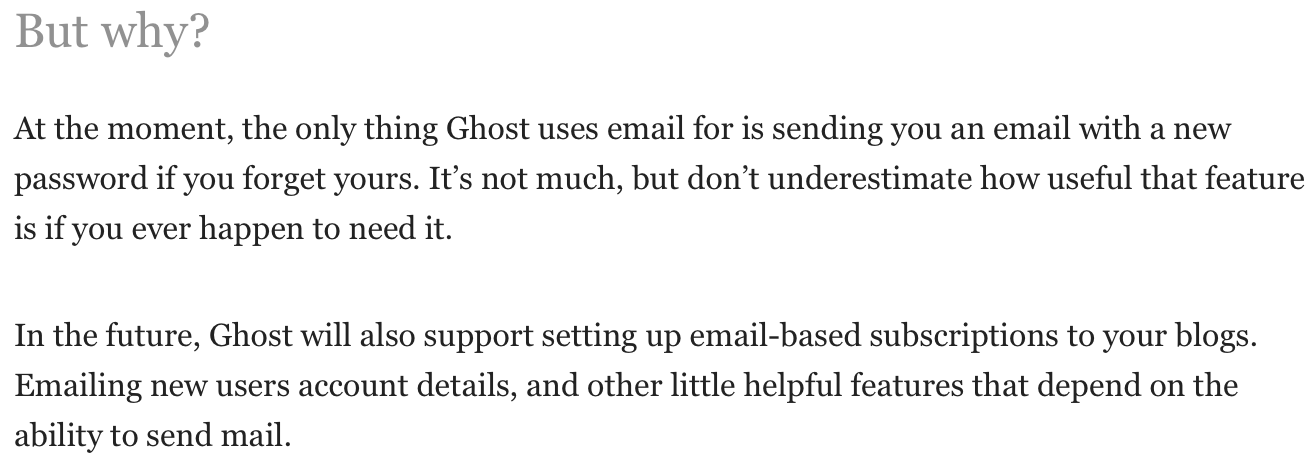 But why?
At the moment, the only thing Ghost uses email for is sending you an email with a new
password if you forget yours. It’s not much, but don’t underestimate how useful that feature
is if you ever happen to need it.
In the future, Ghost will also support setting up email-based subscriptions to your blogs.
Emailing new users account details, and other little helpful features that depend on the
ability to send mail.